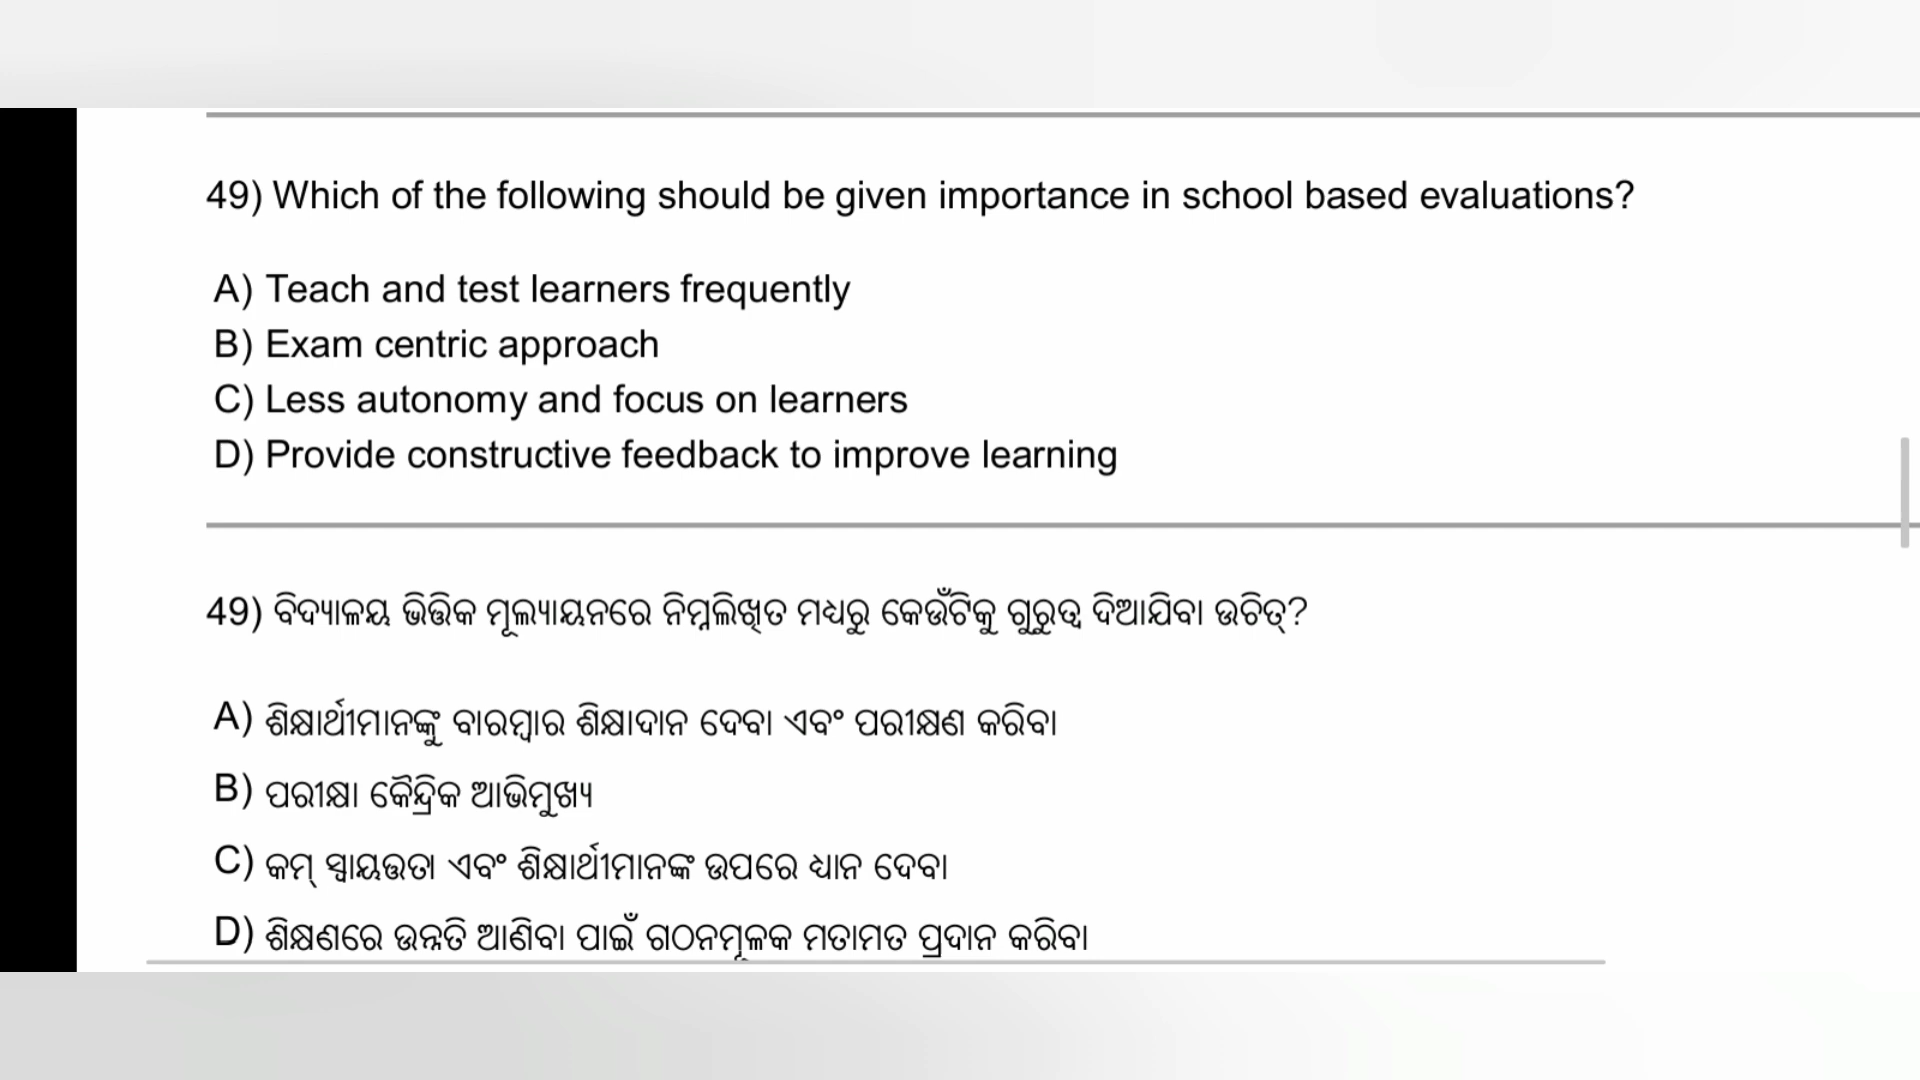 49) Which of the following should be given importance in school based evaluations?
A) Teach and test learners frequently
B) Exam centric approach
C) Less autonomy and focus on learners
D) Provide constructive feedback to improve learning
49) ବିଦ୍ୟାଳୟ ଭିତ୍ତିକ ମୂଲ୍ୟାୟନରେ ନିମ୍ନଲିଖିତ ମଧ୍ୟରୁ କେଉଁଟିକୁ ଗୁରୁତ୍ୱ ଦିଆଯିବା ଉଚିତ୍?
A) ଶିକ୍ଷାର୍ଥୀମାନଙ୍କୁ ବାରମ୍ବାର ଶିକ୍ଷାଦାନ ଦେବା ଏବଂ ପରୀକ୍ଷଣ କରିବା
B) ପରୀକ୍ଷା କୈନ୍ଦ୍ରିକ ଆଭିମୁଖ୍ୟ
C) କମ୍ ସ୍ୱାୟତ୍ତତା ଏବଂ ଶିକ୍ଷାର୍ଥୀମାନଙ୍କ ଉପରେ ଧ୍ୟାନ ଦେବା
D) ଶିକ୍ଷଣରେ ଉନ୍ନତି ଆଣିବା ପାଇଁ ଗଠନମୂଳକ ମତାମତ ପ୍ରଦାନ କରିବା